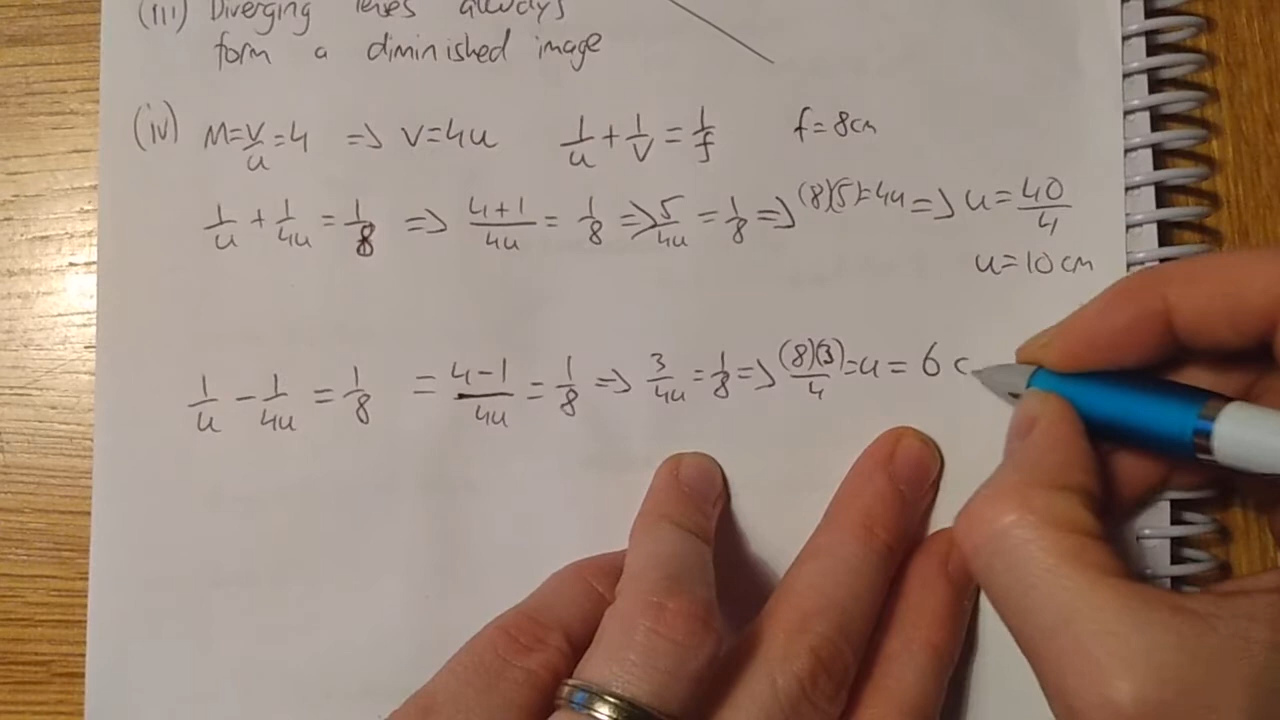 (iii) Diverging lenses always
form a diminished image
(iv) M=v/u=4 => v=4u 1/u + 1/v = 1/f f=8cm
1/u + 1/4u = 1/8 => 4+1/4u = 1/8 => 5/4u = 1/8 => (8)(5)=4u => u = 40/4
u=10cm
1/u - 1/4u = 1/8 = 4-1/4u = 1/8 => 3/4u = 1/8 => (8)(3)/4 = u = 6 c